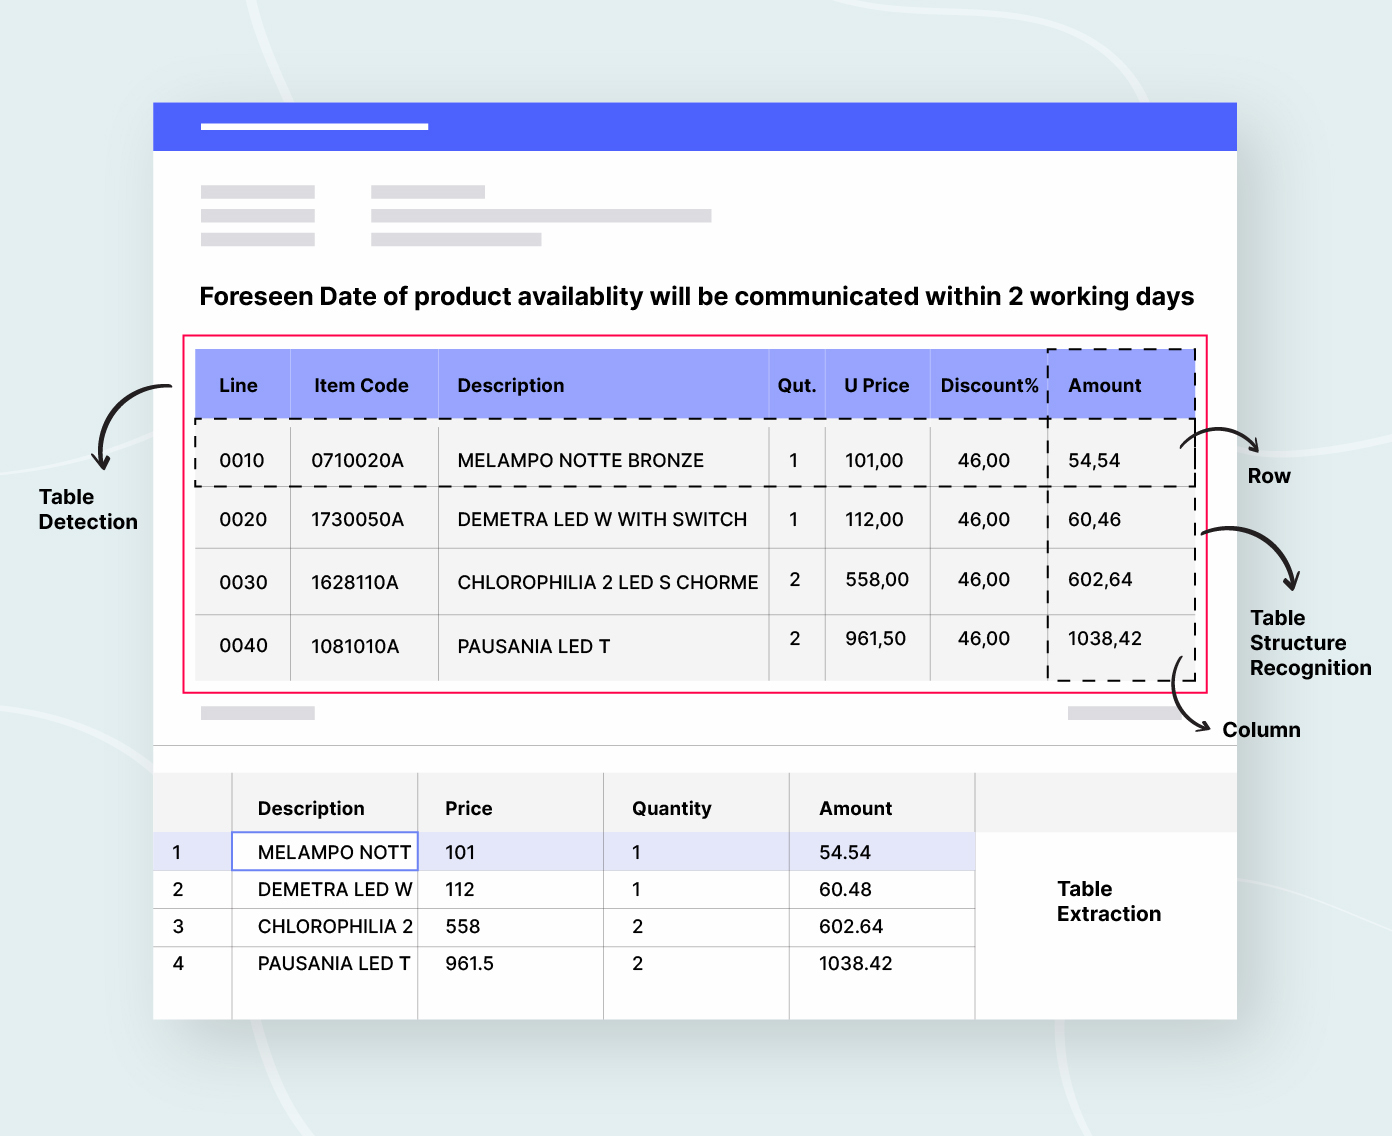 Foreseen Date of product availablity will be communicated within 2 working days
Line Item Code Description Qut. U Price Discount% Amount
0010 0710020A MELAMPO NOTTE BRONZE 1 101,00 46,00 54,54
0020 1730050A DEMETRA LED W WITH SWITCH 1 112,00 46,00 60,46
0030 1628110A CHLOROPHILIA 2 LED S CHORME 2 558,00 46,00 602,64
0040 1081010A PAUSANIA LED T 2 961,50 46,00 1038,42
Table
Detection
Row
Table
Structure
Recognition
Column
Description Price Quantity Amount
1 MELAMPO NOTT 101 1 54.54
2 DEMETRA LED W 112 1 60.48
3 CHLOROPHILIA 2 558 2 602.64
4 PAUSANIA LED T 961.5 2 1038.42
Table
Extraction